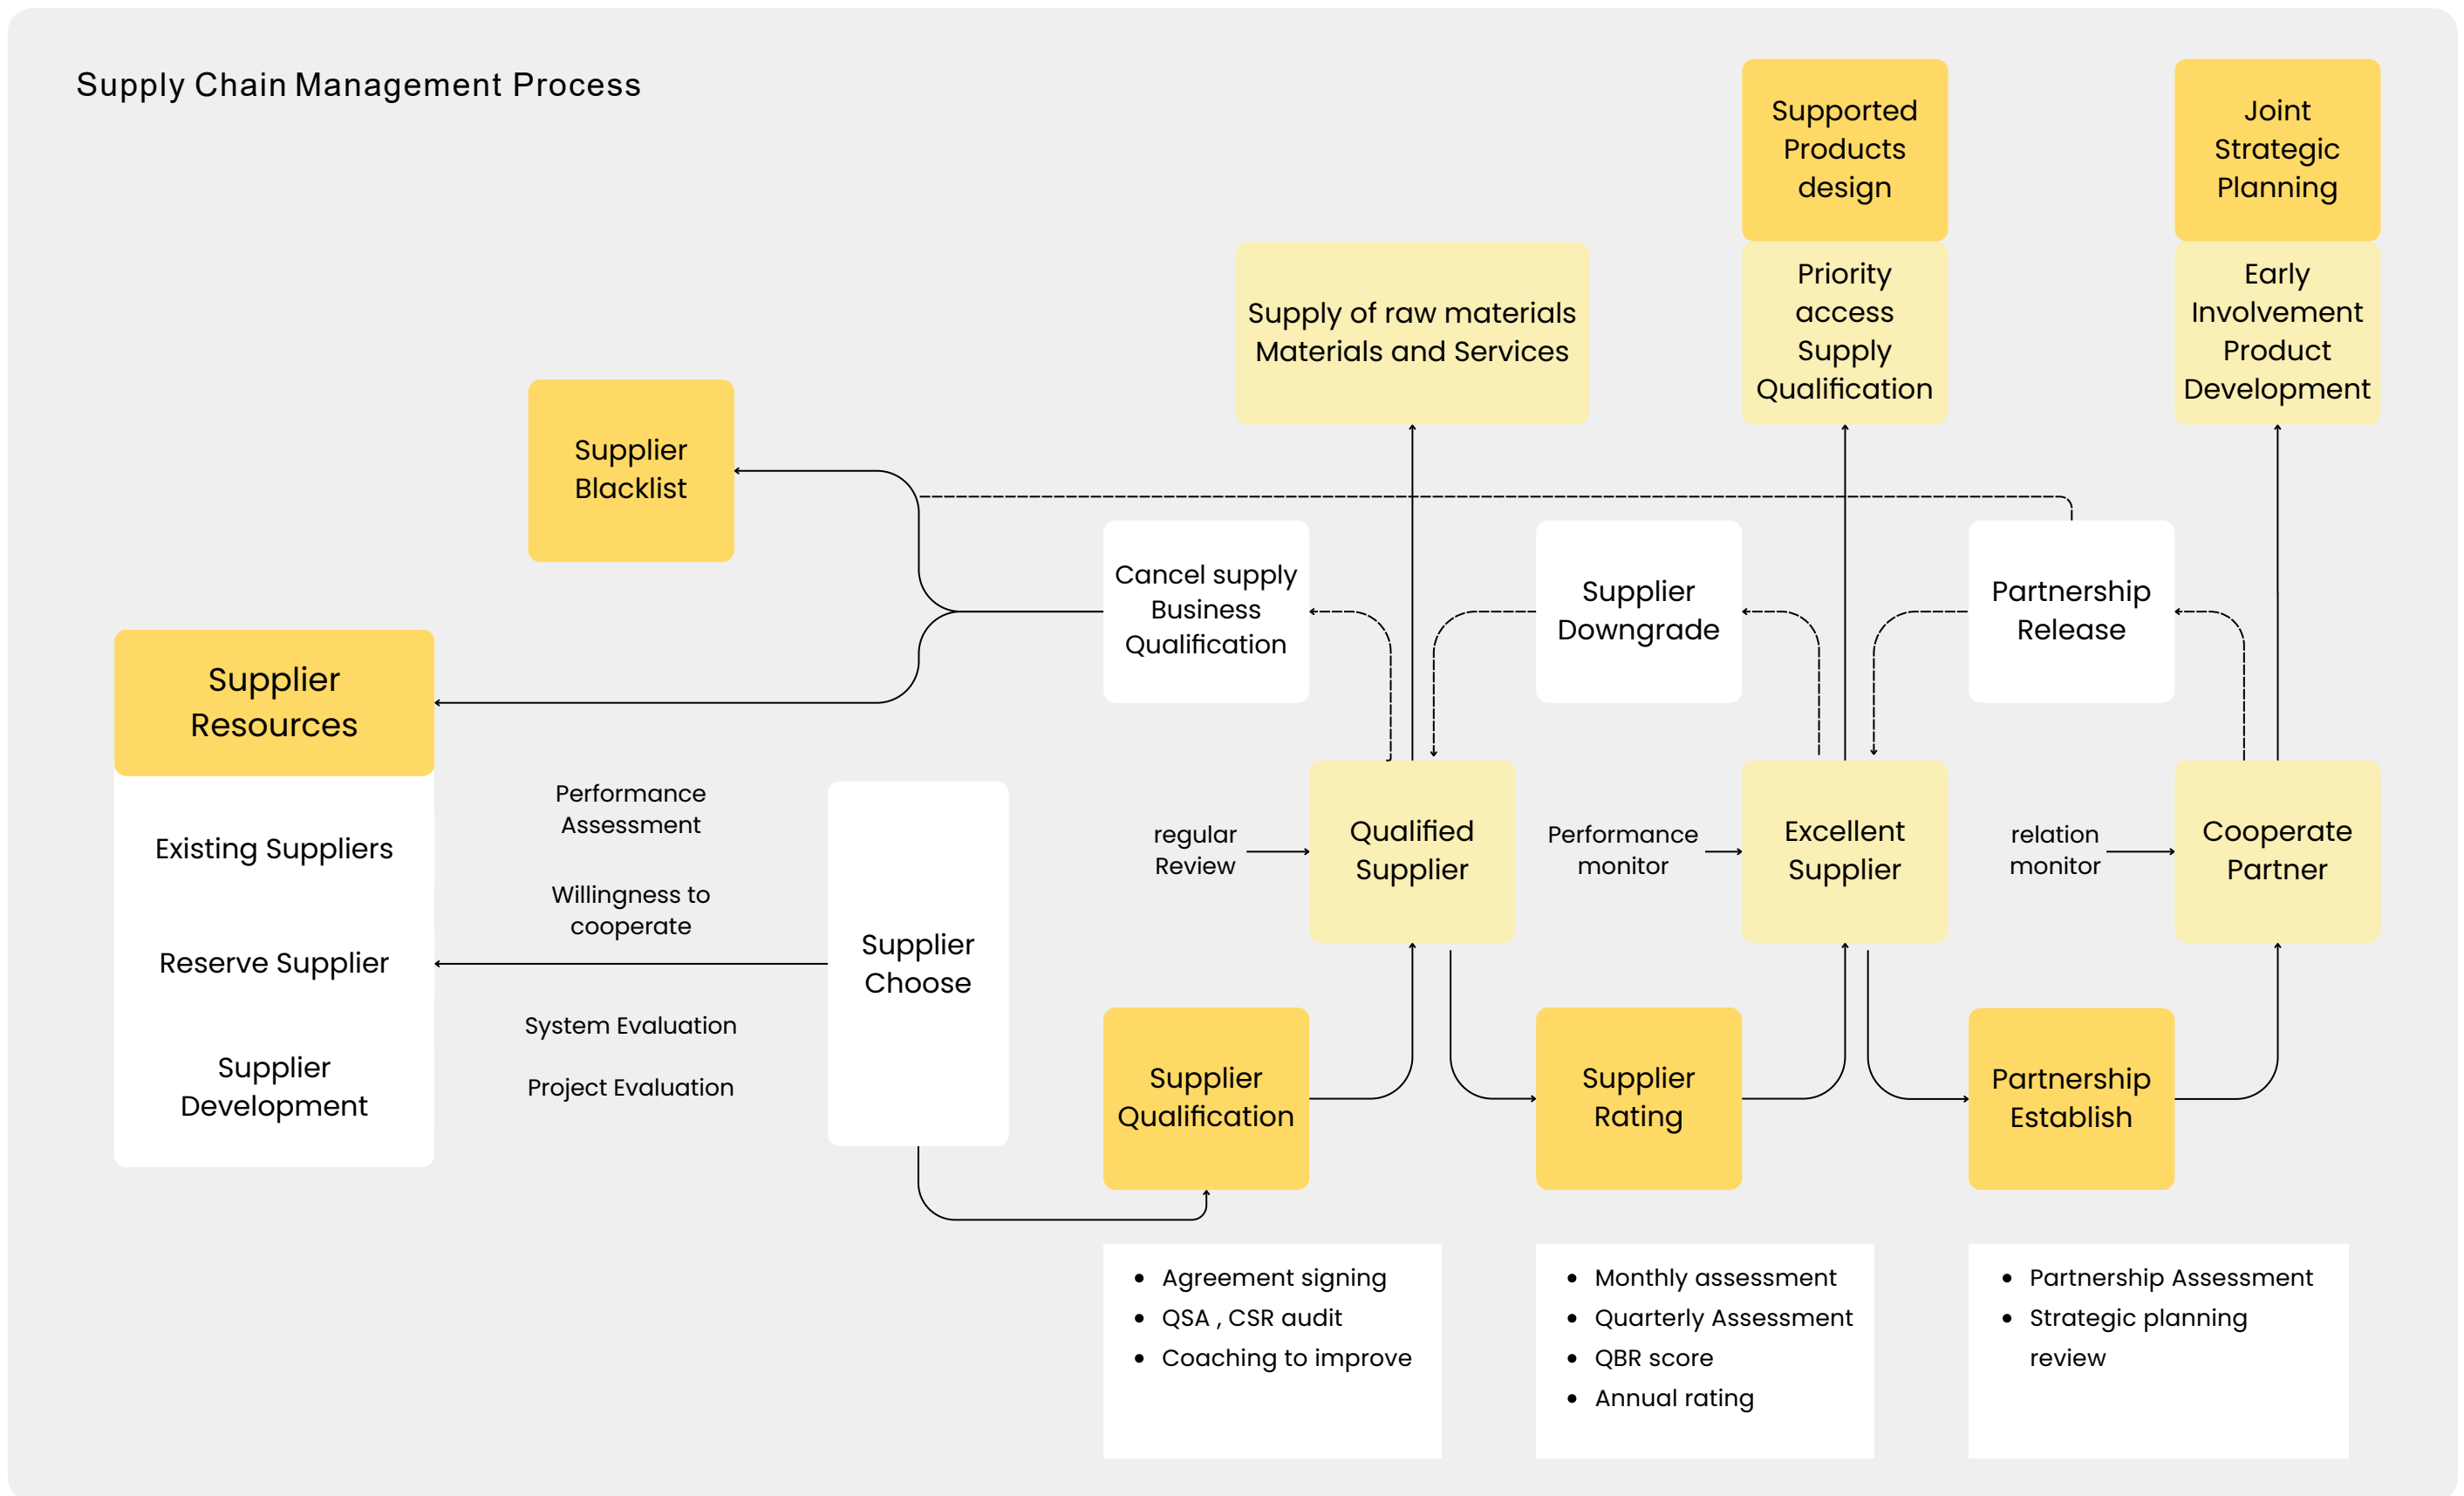 Supply Chain Management Process
Supported
Products
design
Joint
Strategic
Planning
Supply of raw materials
Materials and Services
Priority
access
Supply
Qualification
Early
Involvement
Product
Development
Supplier
Blacklist
Cancel supply
Business
Qualification
Supplier
Downgrade
Partnership
Release
Supplier
Resources
Existing Suppliers
Reserve Supplier
Supplier
Development
Performance
Assessment
Willingness to
cooperate
System Evaluation
Project Evaluation
Supplier
Choose
regular
Review
Qualified
Supplier
Performance
monitor
Excellent
Supplier
relation
monitor
Cooperate
Partner
Supplier
Qualification
Supplier
Rating
Partnership
Establish
• Agreement signing
• QSA , CSR audit
• Coaching to improve
• Monthly assessment
• Quarterly Assessment
• QBR score
• Annual rating
• Partnership Assessment
• Strategic planning
review